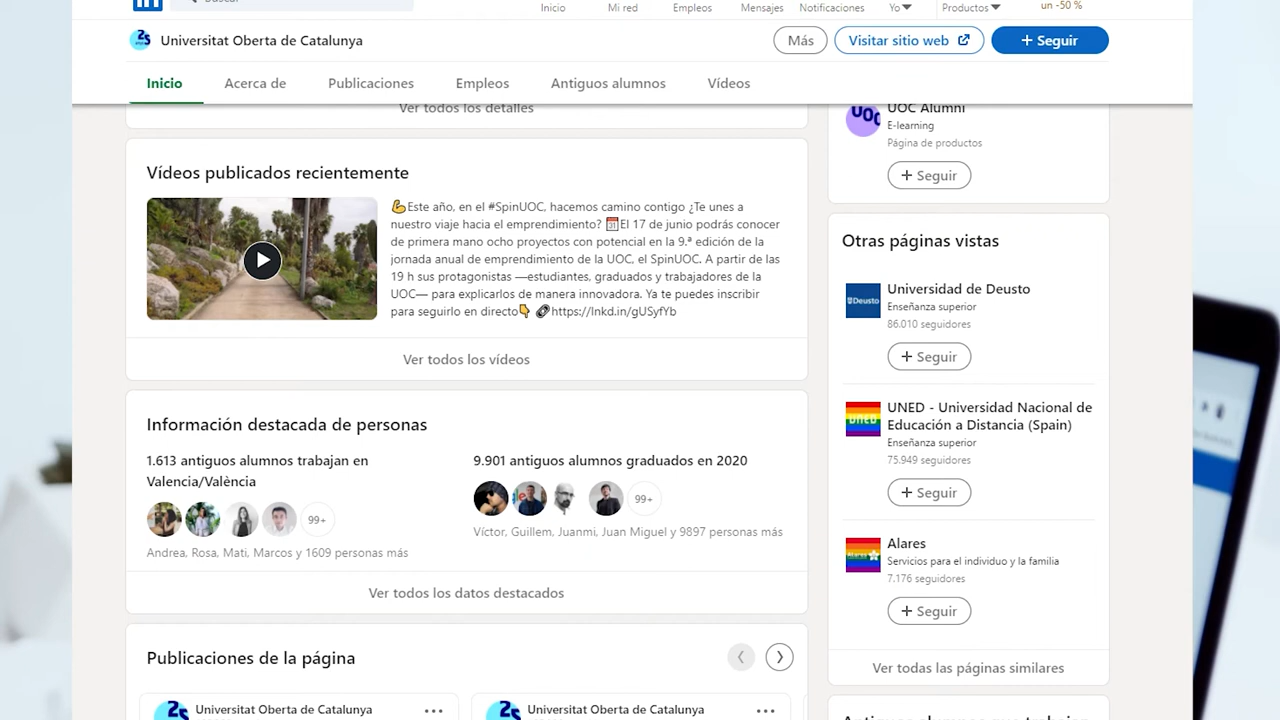 in
Buscar
Inicio
Mi red
Empleos
Mensajes
Notificaciones
Yo
Productos
un -50 %
Universitat Oberta de Catalunya
Más
Visitar sitio web
+ Seguir
Inicio
Acerca de
Publicaciones
Empleos
Antiguos alumnos
Vídeos
Ver todos los detalles
Vídeos publicados recientemente
💪Este año, en el #SpinUOC, hacemos camino contigo ¿Te unes a
nuestro viaje hacia el emprendimiento? 📅El 17 de junio podrás conocer
de primera mano ocho proyectos con potencial en la 9.ª edición de la
jornada anual de emprendimiento de la UOC, el SpinUOC. A partir de las
19 h sus protagonistas —estudiantes, graduados y trabajadores de la
UOC— para explicarlos de manera innovadora. Ya te puedes inscribir
para seguirlo en directo👇 🔗https://lnkd.in/gUSyfYb
Ver todos los vídeos
Información destacada de personas
1.613 antiguos alumnos trabajan en
Valencia/València
99+
Andrea, Rosa, Mati, Marcos y 1609 personas más
9.901 antiguos alumnos graduados en 2020
99+
Víctor, Guillem, Juanmi, Juan Miguel y 9897 personas más
Ver todos los datos destacados
Publicaciones de la página
Universitat Oberta de Catalunya
Universitat Oberta de Catalunya
UOC
UOC Alumni
E-learning
Página de productos
+ Seguir
Otras páginas vistas
Deusto
Universidad de Deusto
Enseñanza superior
86.010 seguidores
+ Seguir
UNED
UNED - Universidad Nacional de
Educación a Distancia (Spain)
Enseñanza superior
75.949 seguidores
+ Seguir
Alares
Alares
Servicios para el individuo y la familia
7.176 seguidores
+ Seguir
Ver todas las páginas similares